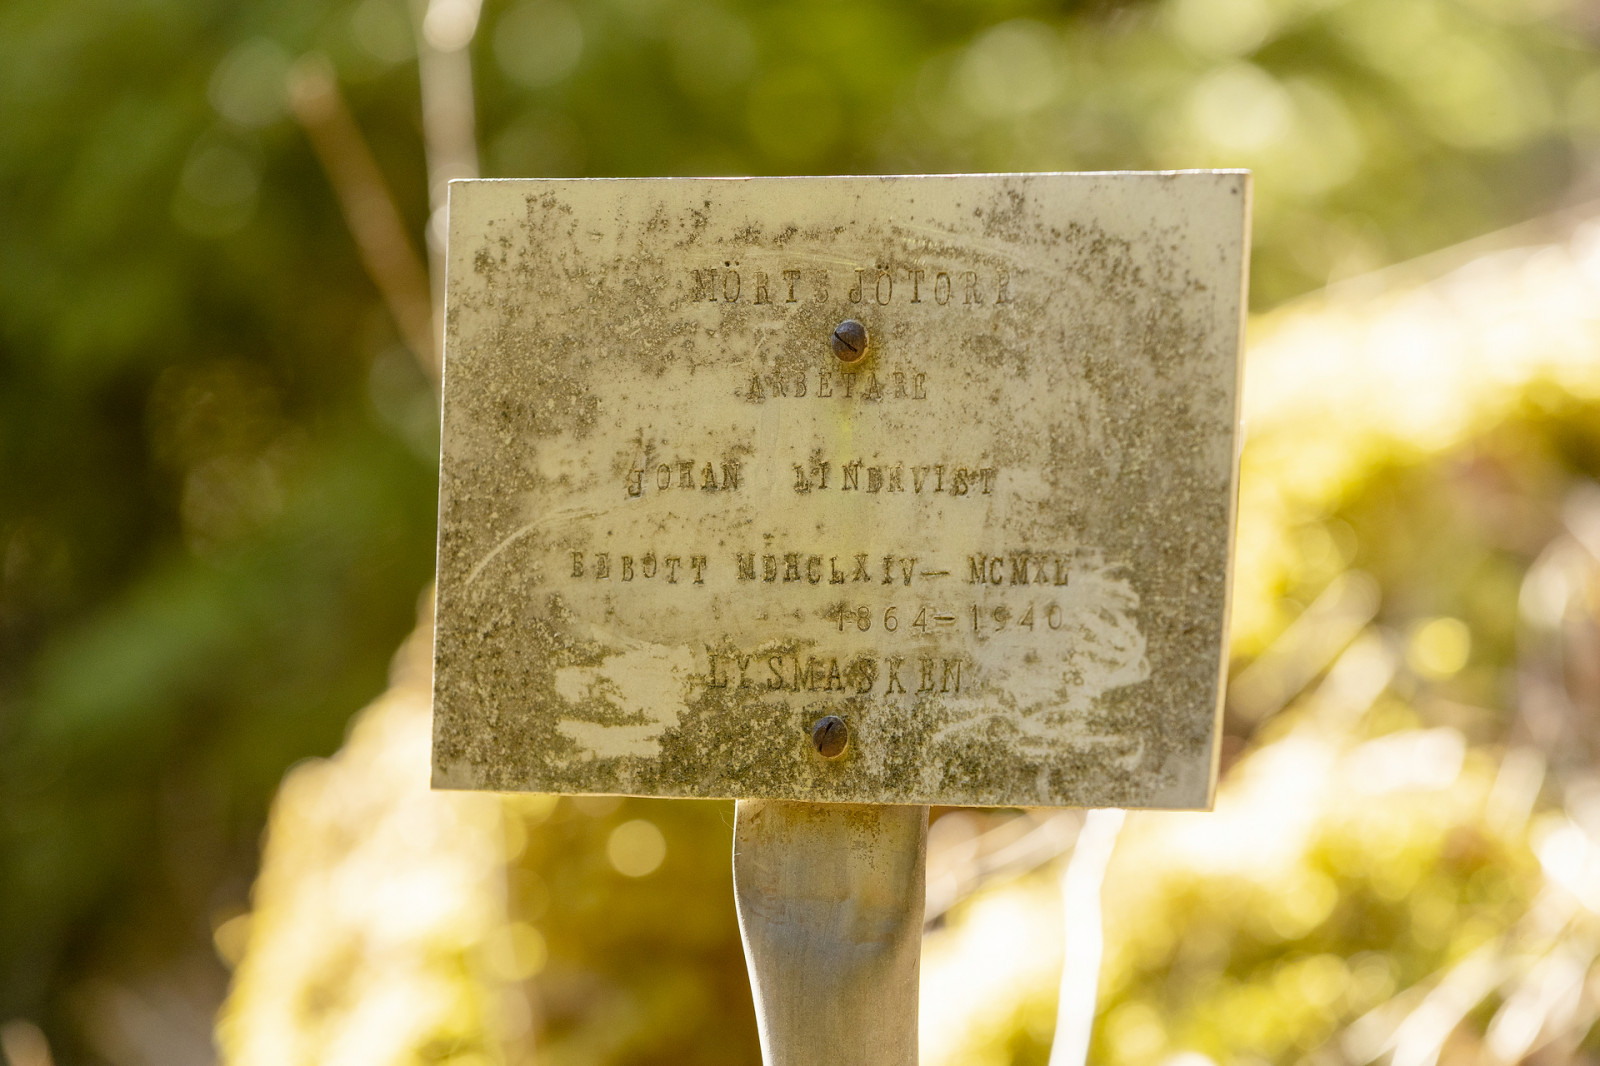 MÖRTSJÖTORP
ARBETARE
JOHAN LINDKVIST
BEBOTT MDCCCLXIV— MCMXL
1864—1940
LYSMASKEN